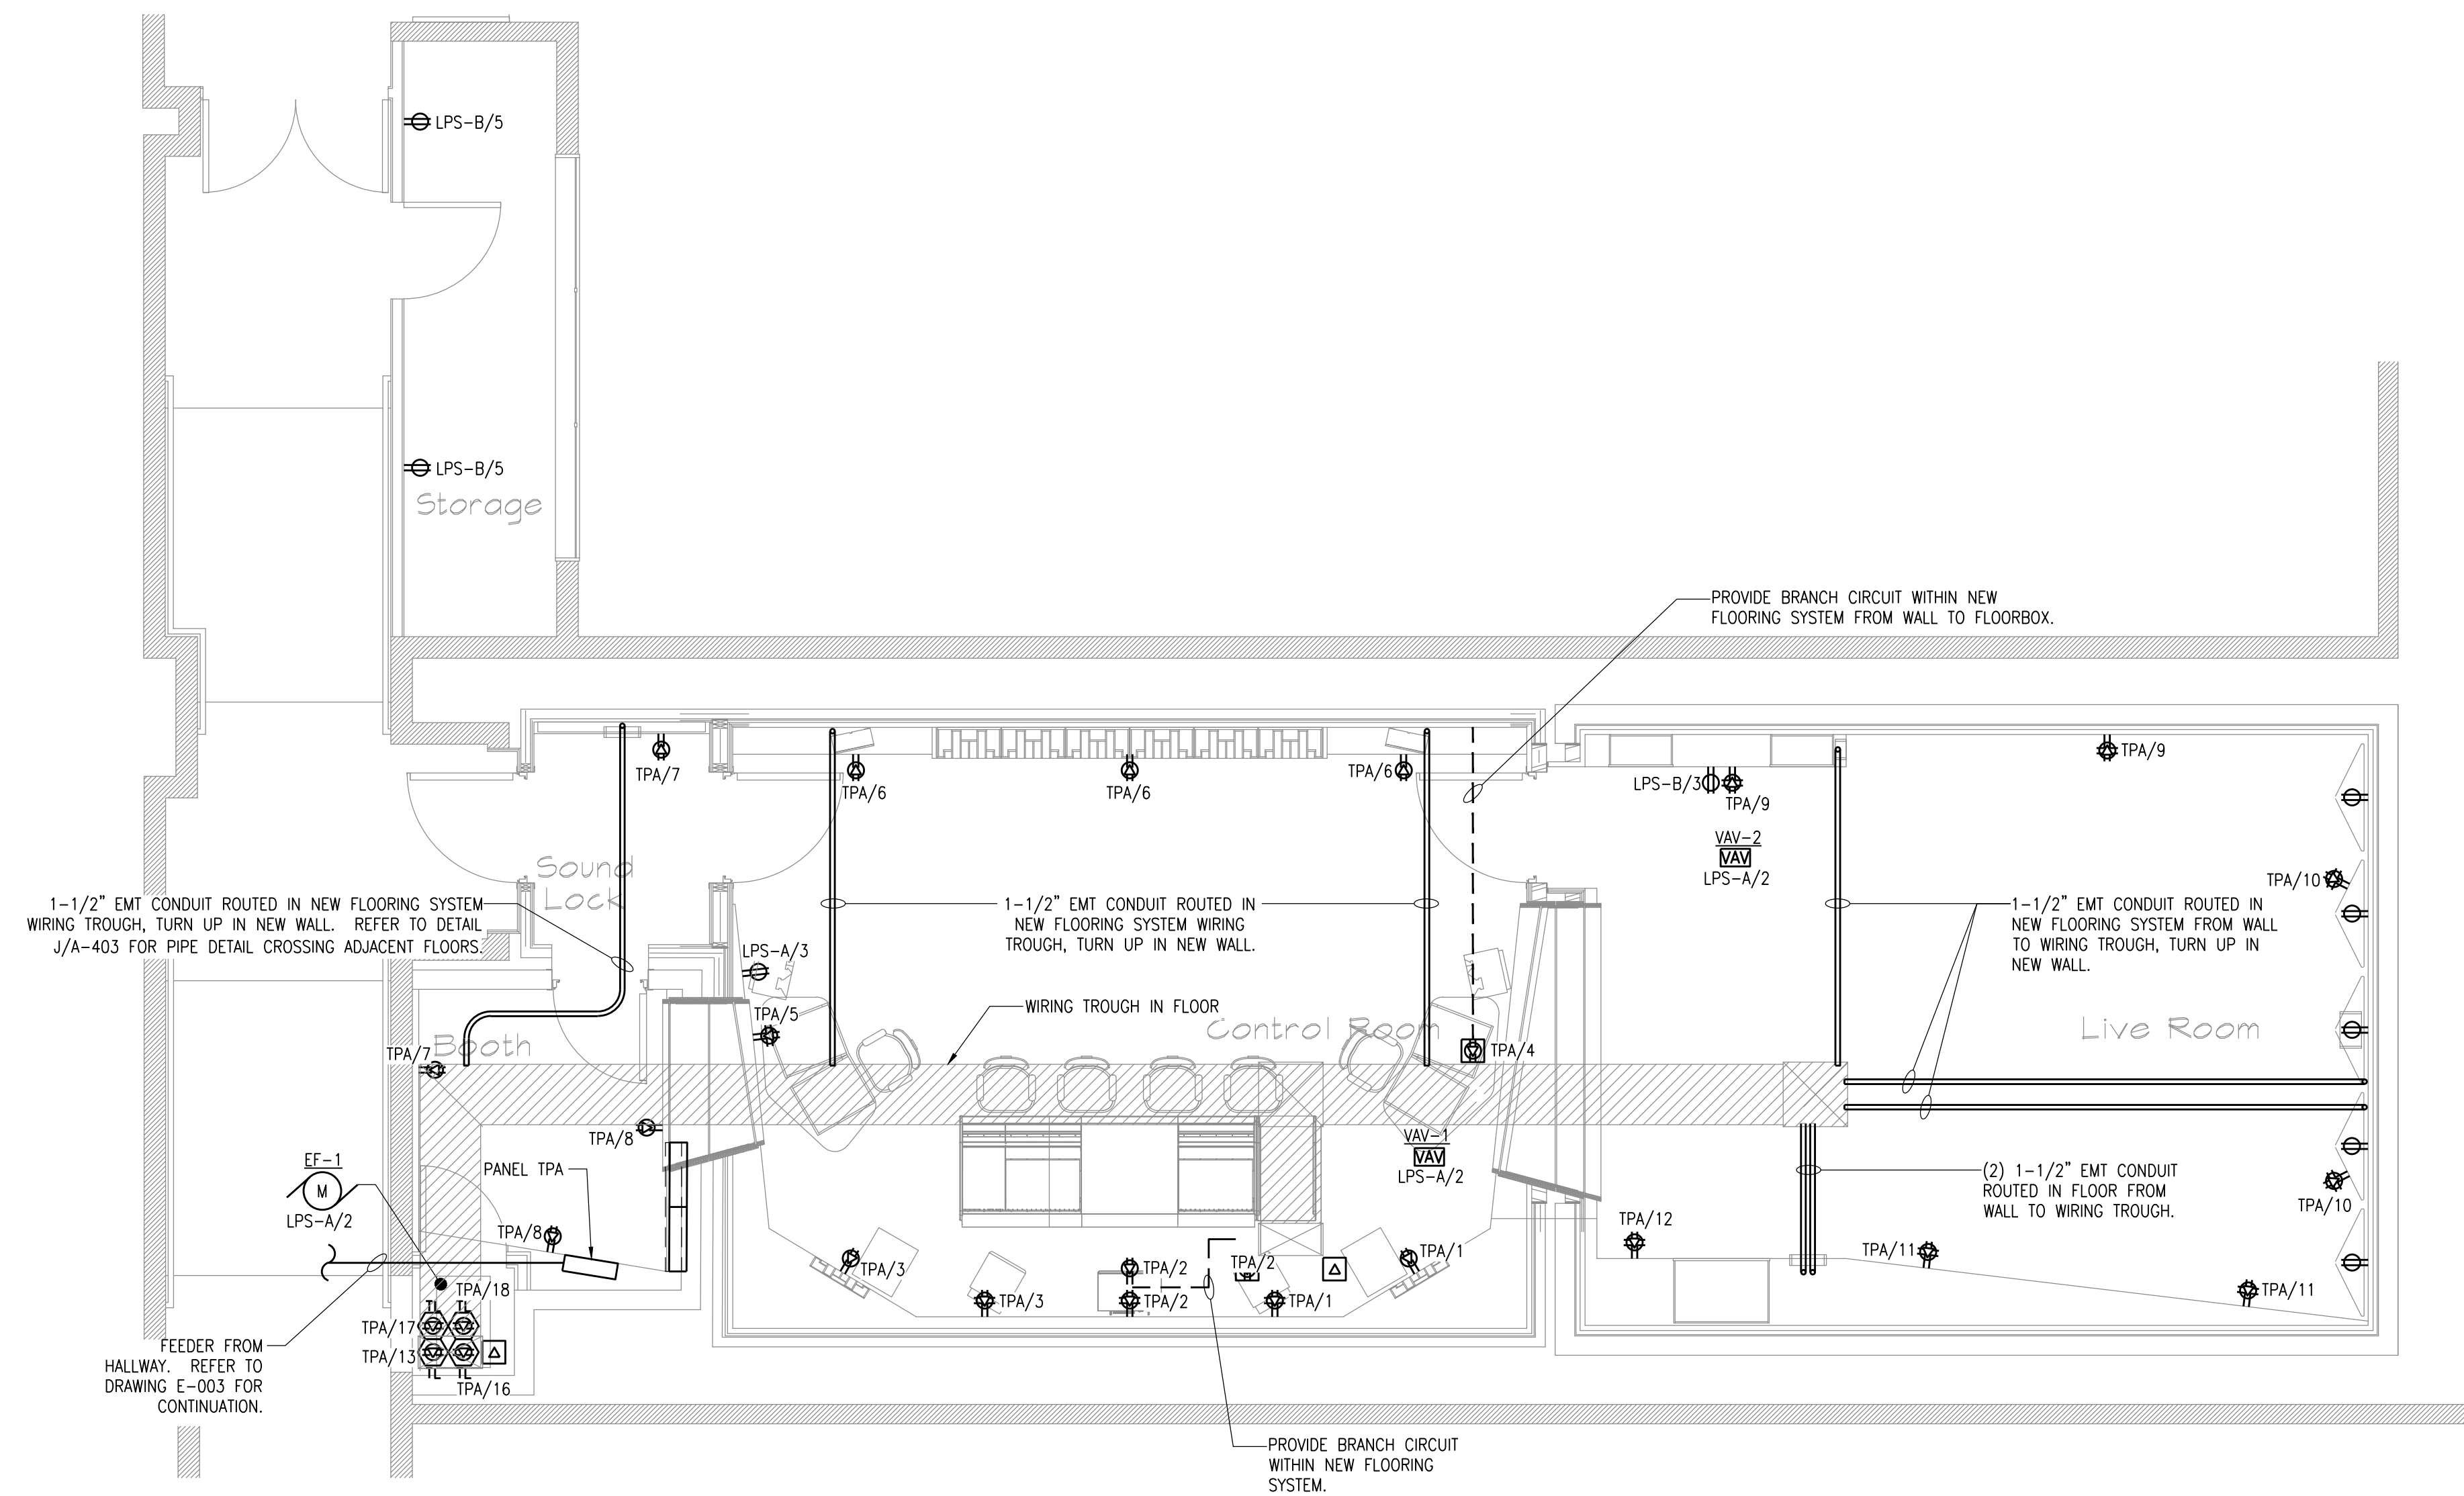 LPS-B/5
LPS-B/5
Storage
PROVIDE BRANCH CIRCUIT WITHIN NEW
FLOORING SYSTEM FROM WALL TO FLOORBOX.
TPA/7
TPA/6
TPA/6
TPA/6
LPS-B/3
TPA/9
TPA/9
VAV-2
VAV
LPS-A/2
Sound
Lock
TPA/10
1-1/2" EMT CONDUIT ROUTED IN NEW FLOORING SYSTEM
WIRING TROUGH, TURN UP IN NEW WALL. REFER TO DETAIL
J/A-403 FOR PIPE DETAIL CROSSING ADJACENT FLOORS.
1-1/2" EMT CONDUIT ROUTED IN
NEW FLOORING SYSTEM WIRING
TROUGH, TURN UP IN NEW WALL.
1-1/2" EMT CONDUIT ROUTED IN
NEW FLOORING SYSTEM FROM WALL
TO WIRING TROUGH, TURN UP IN
NEW WALL.
LPS-A/3
TPA/5
WIRING TROUGH IN FLOOR
Control Room
Live Room
Booth
TPA/7
TPA/4
TPA/8
VAV-1
VAV
LPS-A/2
EF-1
M
LPS-A/2
PANEL TPA
(2) 1-1/2" EMT CONDUIT
ROUTED IN FLOOR FROM
WALL TO WIRING TROUGH.
TPA/10
TPA/12
TPA/8
TPA/3
TPA/2
TPA/2
TPA/1
TPA/11
TPA/18
TPA/3
TPA/2
TPA/1
TPA/11
TL TL
TPA/17
TPA/13
TL TL
TPA/16
FEEDER FROM
HALLWAY. REFER TO
DRAWING E-003 FOR
CONTINUATION.
PROVIDE BRANCH CIRCUIT
WITHIN NEW FLOORING
SYSTEM.